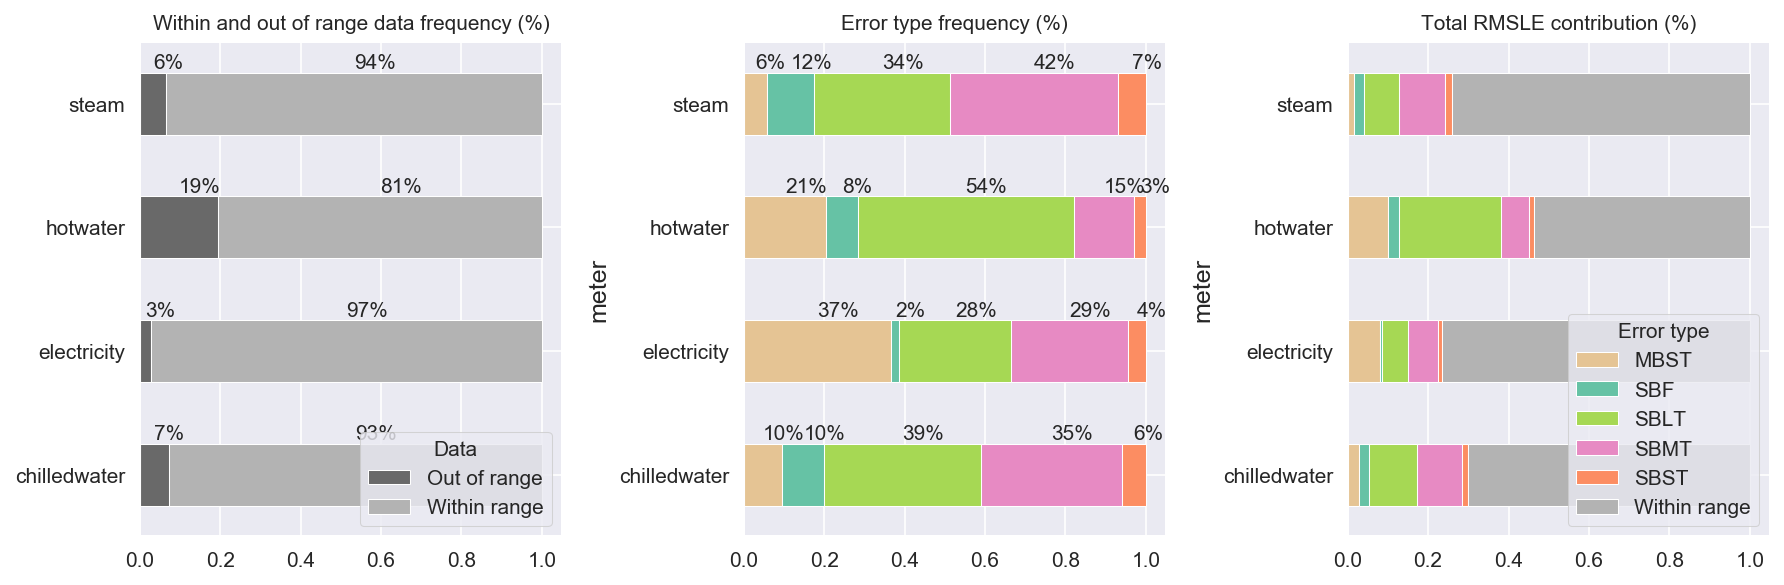 Within and out of range data frequency (%)
6% 94%
steam
19% 81%
hotwater
3% 97%
electricity
7% 93%
chilledwater
Data
Out of range
Within range
0.0 0.2 0.4 0.6 0.8 1.0
Error type frequency (%)
meter
6% 12% 34% 42% 7%
steam
21% 8% 54% 15% 3%
hotwater
37% 2% 28% 29% 4%
electricity
10% 10% 39% 35% 6%
chilledwater
0.0 0.2 0.4 0.6 0.8 1.0
Total RMSLE contribution (%)
meter
steam
hotwater
electricity
chilledwater
Error type
MBST
SBF
SBLT
SBMT
SBST
Within range
0.0 0.2 0.4 0.6 0.8 1.0